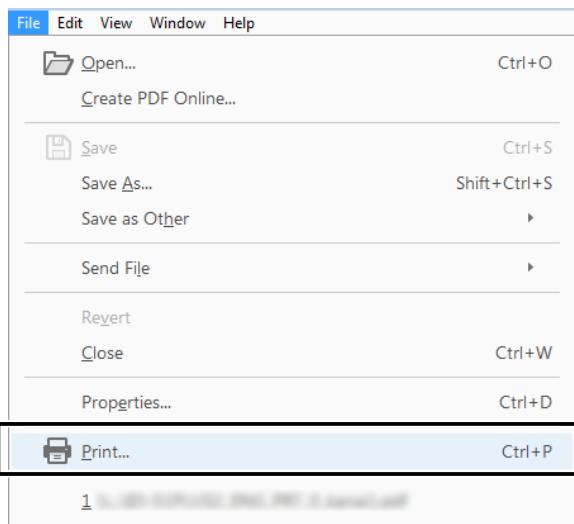 File Edit View Window Help
Open... Ctrl+O
Create PDF Online...
Save Ctrl+S
Save As... Shift+Ctrl+S
Save as Other
Send File
Revert
Close Ctrl+W
Properties... Ctrl+D
Print... Ctrl+P
1